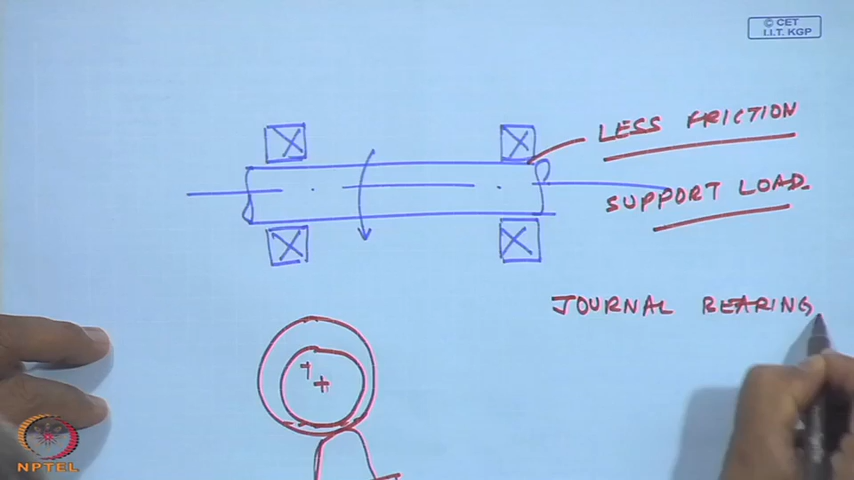 © CET
I.I.T. KGP
LESS FRICTION
SUPPORT LOAD
JOURNAL BEARING
NPTEL